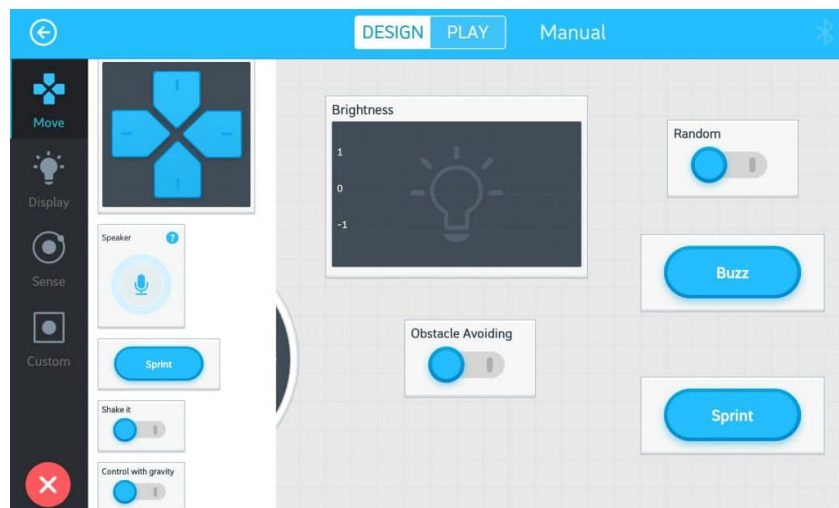 DESIGN PLAY Manual
Move
Display
Sense
Custom
Speaker ?
Sprint
Shake it
Control with gravity
Brightness
1
0
-1
Obstacle Avoiding
Random
Buzz
Sprint